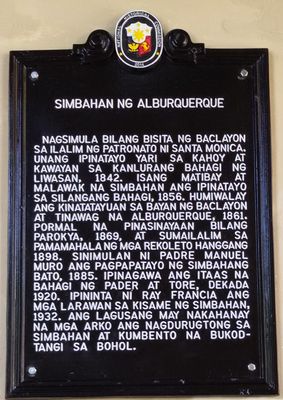 SIMBAHAN NG ALBURQUERQUE
NAGSIMULA BILANG BISITA NG BACLAYON
SA ILALIM NG PATRONATO NI SANTA MONICA.
UNANG IPINATAYO YARI SA KAHOY AT
KAWAYAN SA KANLURANG BAHAGI NG
LIWASAN, 1842. ISANG MATIBAY AT
MALAWAK NA SIMBAHAN ANG IPINATAYO
SA SILANGANG BAHAGI, 1856. HUMIWALAY
ANG KINATATAYUAN SA BAYAN NG BACLAYON
AT TINAWAG NA ALBURQUERQUE, 1861.
PORMAL NA PINASINAYAAN BILANG
PAROKYA, 1869, AT SUMAILALIM SA
PAMAMAHALA NG MGA REKOLETO HANGGANG
1898. SINIMULAN NI PADRE MANUEL
MURO ANG PAGPAPATAYO NG SIMBAHANG
BATO, 1885. IPINAGAWA ANG ITAAS NA
BAHAGI NG PADER AT TORE, DEKADA
1920. IPININTA NI RAY FRANCIA ANG
MGA LARAWAN SA KISAME NG SIMBAHAN,
1932. ANG LAGUSANG MAY NAKAHANAY
NA MGA ARKO ANG NAGDURUGTONG SA
SIMBAHAN AT KUMBENTO NA BUKOD-
TANGI SA BOHOL.